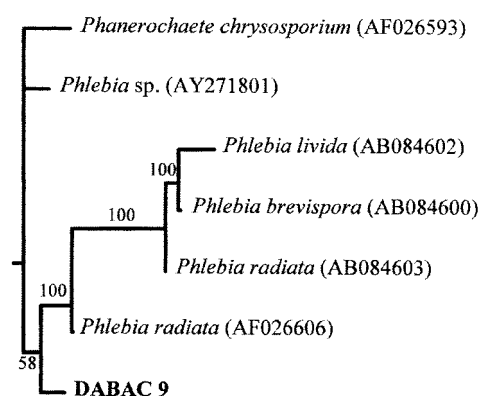 Phanerochaete chrysosporium (AF026593)
Phlebia sp. (AY271801)
Phlebia livida (AB084602)
100
Phlebia brevispora (AB084600)
100
Phlebia radiata (AB084603)
100
Phlebia radiata (AF026606)
58
DABAC 9